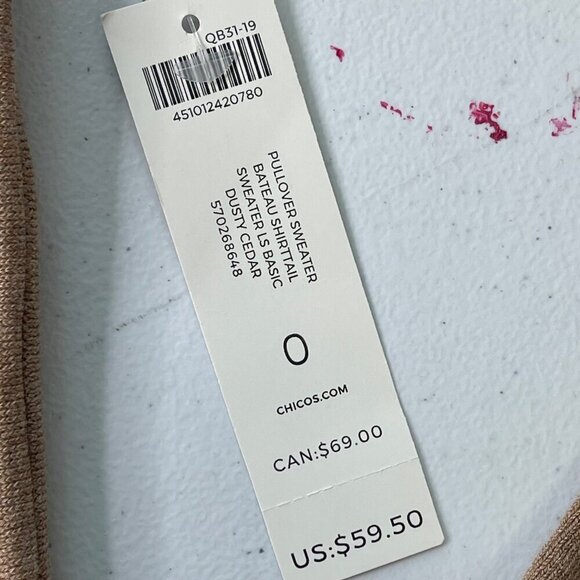 QB31-19
451012420780
PULLOVER SWEATER
BATEAU SHIRTTAIL
SWEATER LS BASIC
DUSTY CEDAR
570268648
0
CHICOS.COM
CAN:$69.00
US:$59.50